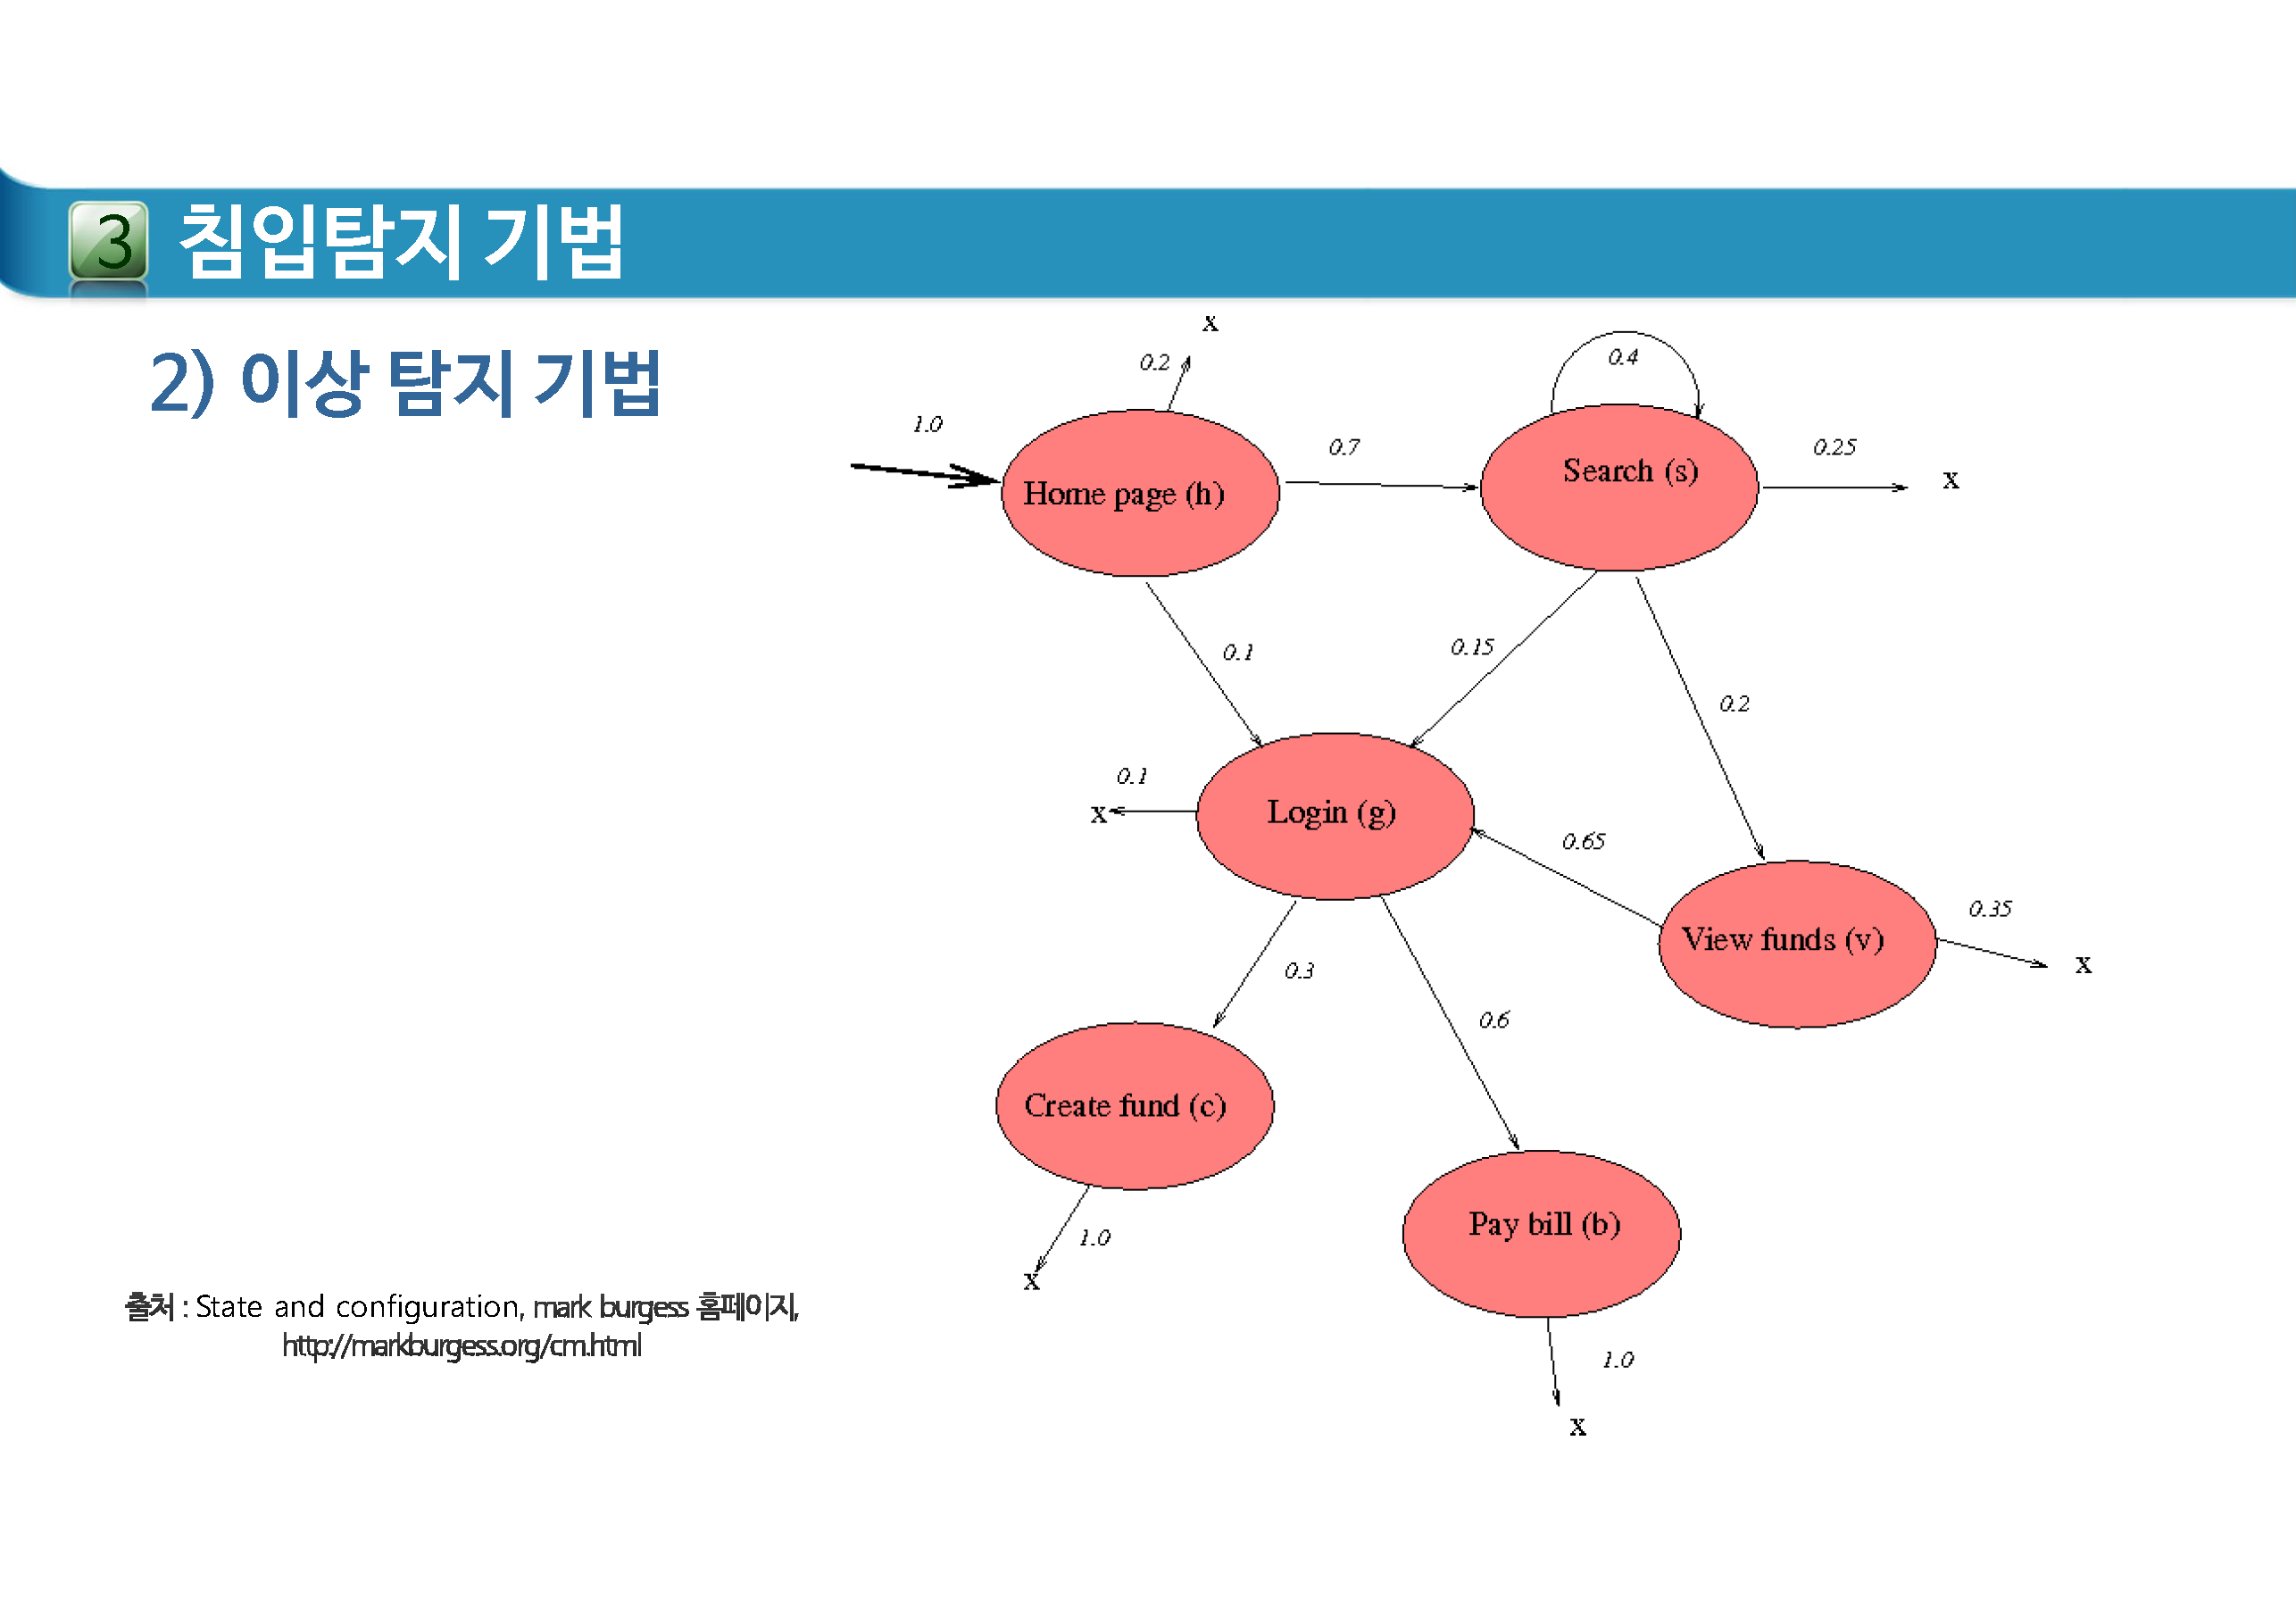 3 침입탐지 기법
2) 이상 탐지 기법
x
0.2
0.4
1.0
0.7
0.25
Home page (h)
Search (s)
x
0.1
0.15
0.2
0.1
x
Login (g)
0.65
View funds (v)
0.35
x
0.3
0.6
Create fund (c)
Pay bill (b)
1.0
x
1.0
x
출처 : State and configuration, mark burgess 홈페이지,
http://markburgess.org/cm.html